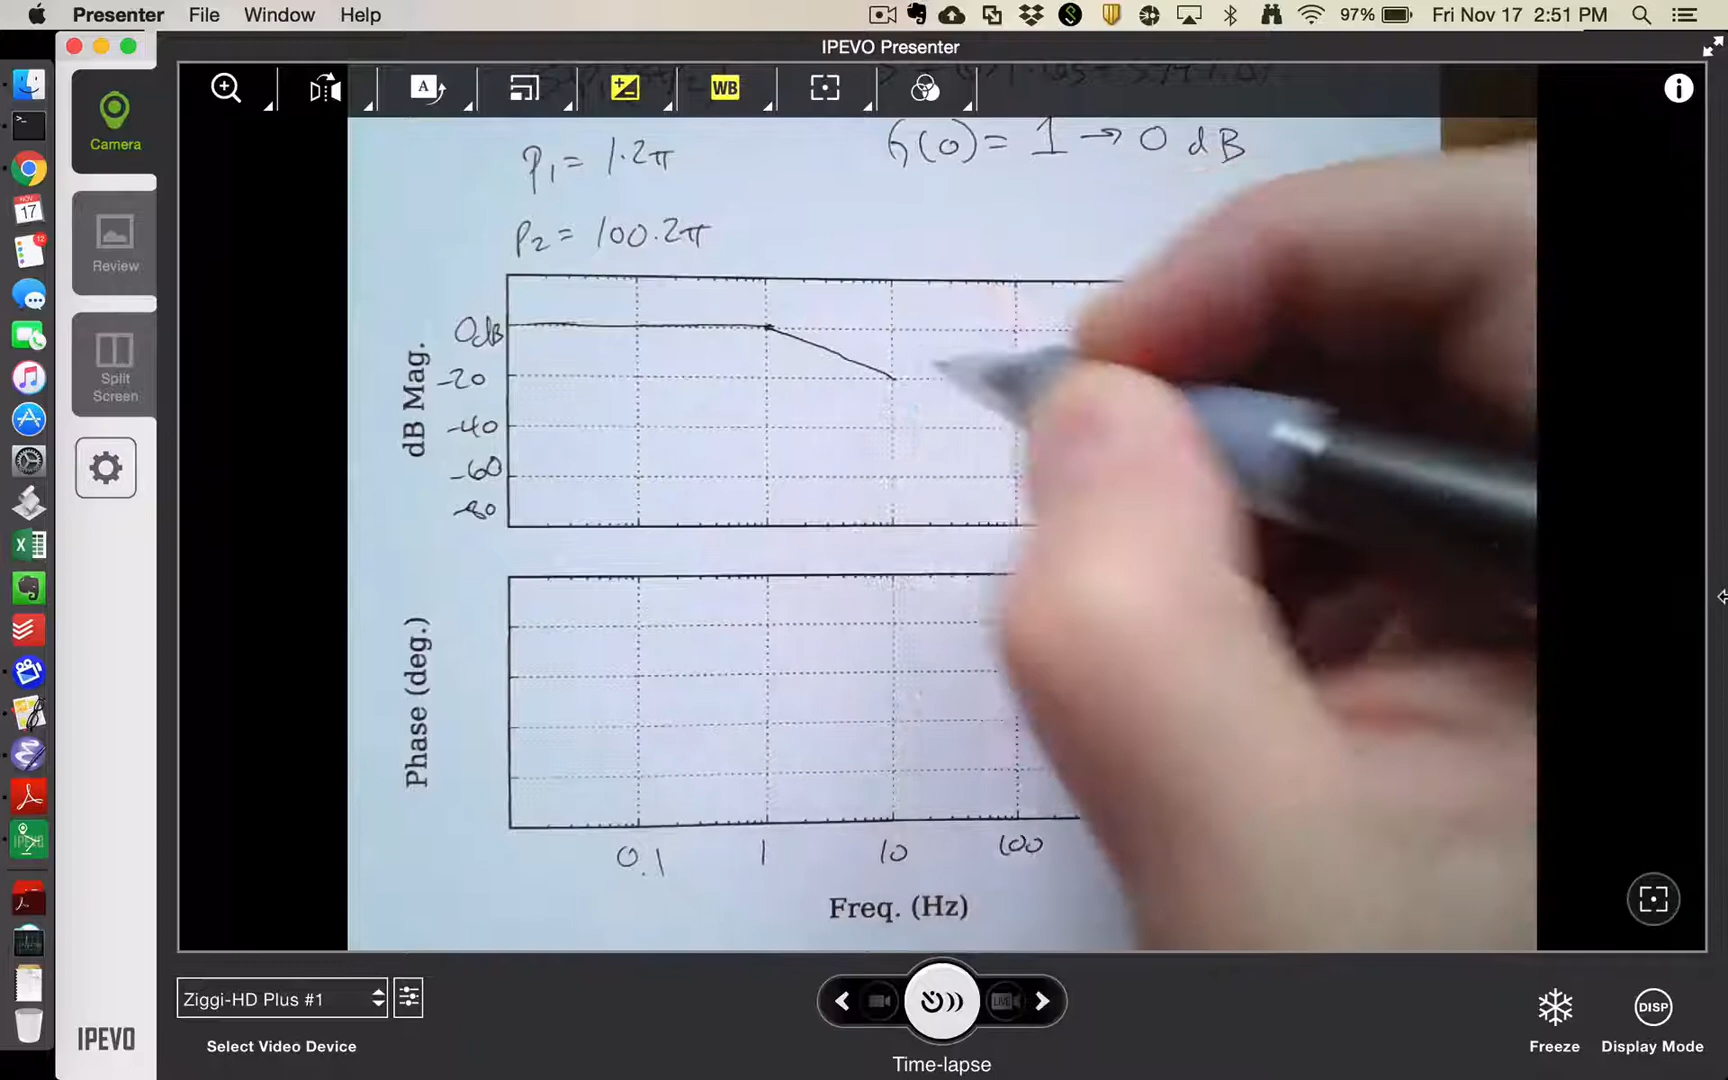 Presenter File Window Help 97% Fri Nov 17 2:51 PM
IPEVO Presenter
WB
Camera
Review
Split
Screen
IPEVO
p₁ = 1·2π
G(0) = 1 → 0 dB
p₂ = 100·2π
dB Mag.
0dB
-20
-40
-60
-80
Phase (deg.)
0.1 1 10 100
Freq. (Hz)
Ziggi-HD Plus #1
Select Video Device
LIVE
Time-lapse
Freeze
DISP
Display Mode